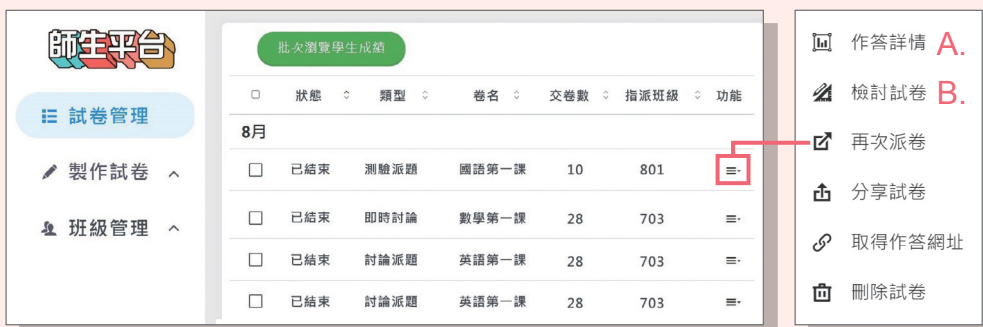 師生平台
試卷管理
製作試卷
班級管理
批次瀏覽學生成績
狀態 類型 卷名 交卷數 指派班級 功能
8月
已結束 測驗派題 國語第一課 10 801
已結束 即時討論 數學第一課 28 703
已結束 討論派題 英語第一課 28 703
已結束 討論派題 英語第一課 28 703
作答詳情 A.
檢討試卷 B.
再次派卷
分享試卷
取得作答網址
刪除試卷